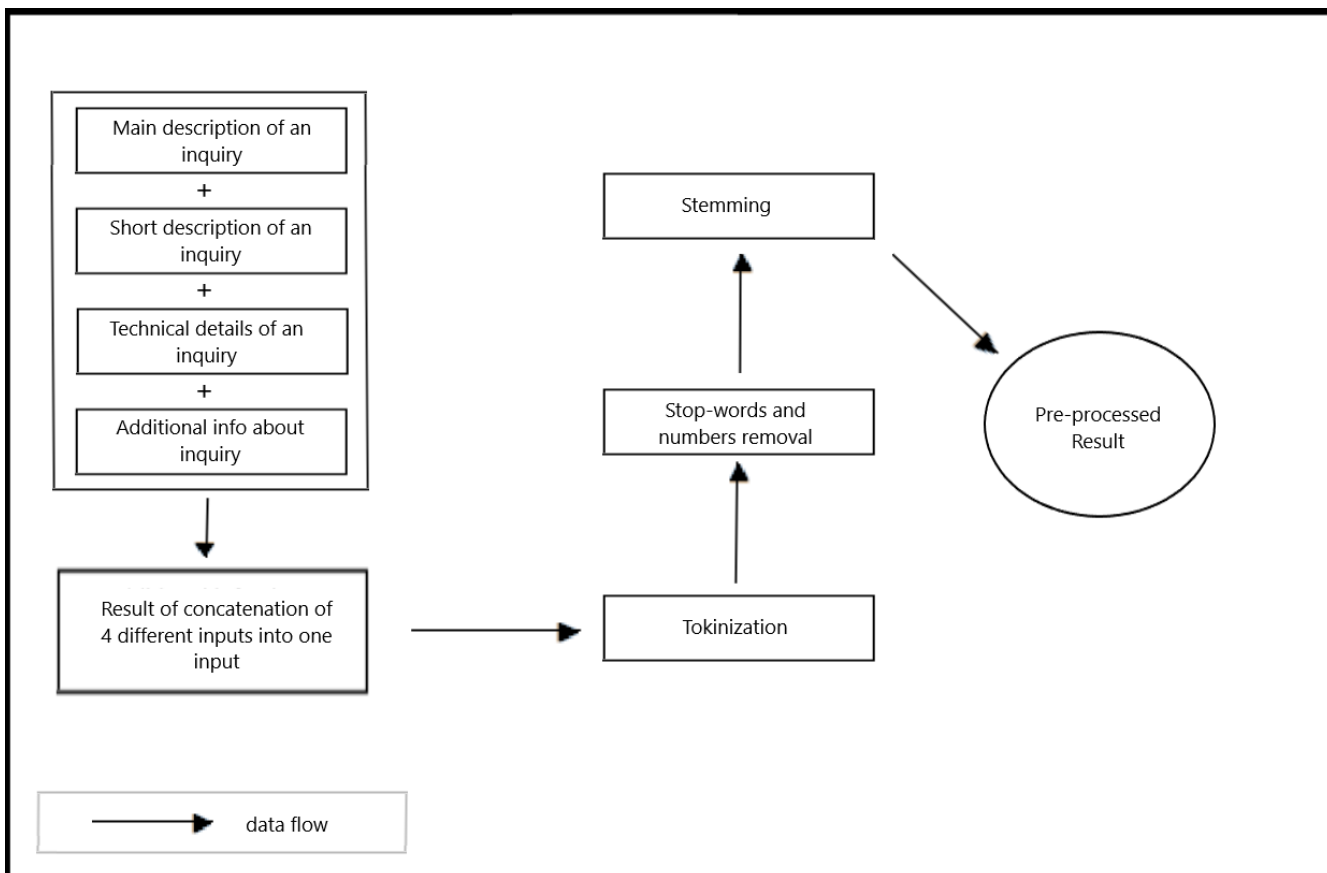 Main description of an
inquiry
+
Short description of an
inquiry
+
Technical details of an
inquiry
+
Additional info about
inquiry
Result of concatenation of
4 different inputs into one
input
Tokinization
Stop-words and
numbers removal
Stemming
Pre-processed
Result
data flow